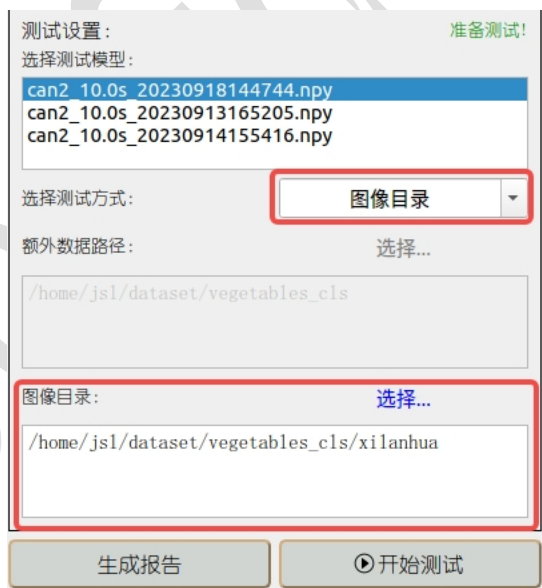 测试设置: 准备测试!
选择测试模型:
can2_10.0s_20230918144744.npy
can2_10.0s_20230913165205.npy
can2_10.0s_20230914155416.npy
选择测试方式: 图像目录
额外数据路径: 选择...
/home/jsl/dataset/vegetables_cls
图像目录: 选择...
/home/jsl/dataset/vegetables_cls/xilanhua
生成报告 开始测试